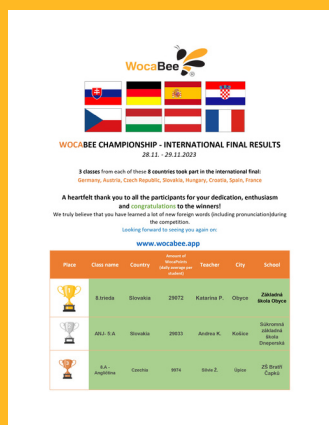 WocaBee
WOCABEE CHAMPIONSHIP - INTERNATIONAL FINAL RESULTS
28.11. - 29.11.2023
3 classes from each of these 8 countries took part in the international final:
Germany, Austria, Czech Republic, Slovakia, Hungary, Croatia, Spain, France
A heartfelt thank you to all the participants for your dedication, enthusiasm
and congratulations to the winners!
We truly believe that you have learned a lot of new foreign words (including pronunciation)during
the competition.
Looking forward to seeing you again on:
www.wocabee.app
Place Class name Country Amount of WocaPoints (daily average per student) Teacher City School
8.trieda Slovakia 29072 Katarína P. Obyce Základná škola Obyce
ANJ- 5.A Slovakia Andrea K. Košice Súkromná základná škola Dneperská
6.A - Angličtina Czechia Silvie Ž. Úpice ZŠ Bratří Čapků